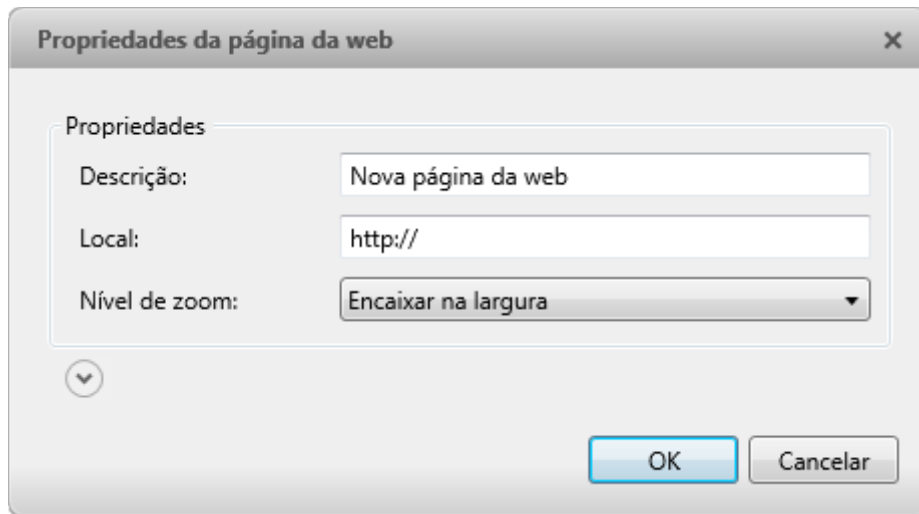 Propriedades da página da web
Propriedades
Descrição: Nova página da web
Local: http://
Nível de zoom: Encaixar na largura
OK Cancelar